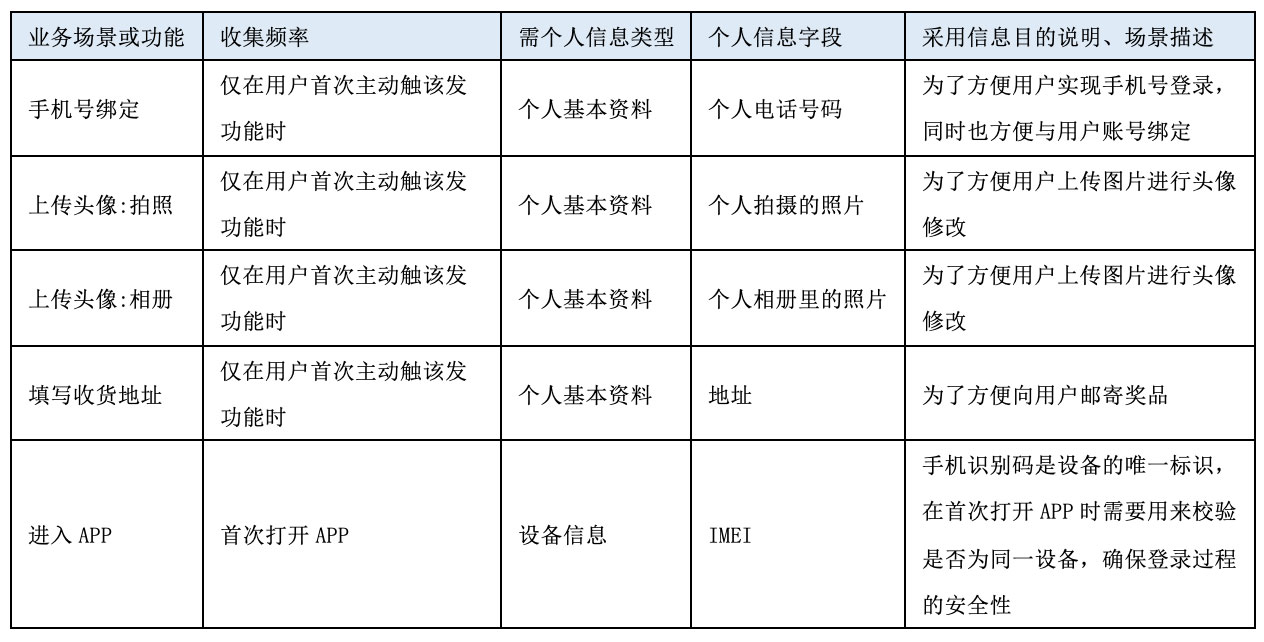 业务场景或功能 收集频率 需个人信息类型 个人信息字段 采用信息目的说明、场景描述
手机号绑定
仅在用户首次主动触该发
功能时
个人基本资料
个人电话号码
为了方便用户实现手机号登录，
同时也方便与用户账号绑定
上传头像:拍照
仅在用户首次主动触该发
功能时
个人基本资料
个人拍摄的照片
为了方便用户上传图片进行头像
修改
上传头像:相册
仅在用户首次主动触该发
功能时
个人基本资料
个人相册里的照片
为了方便用户上传图片进行头像
修改
填写收货地址
仅在用户首次主动触该发
功能时
个人基本资料
地址
为了方便向用户邮寄奖品
进入 APP
首次打开 APP
设备信息
IMEI
手机识别码是设备的唯一标识，
在首次打开 APP 时需要用来校验
是否为同一设备，确保登录过程
的安全性